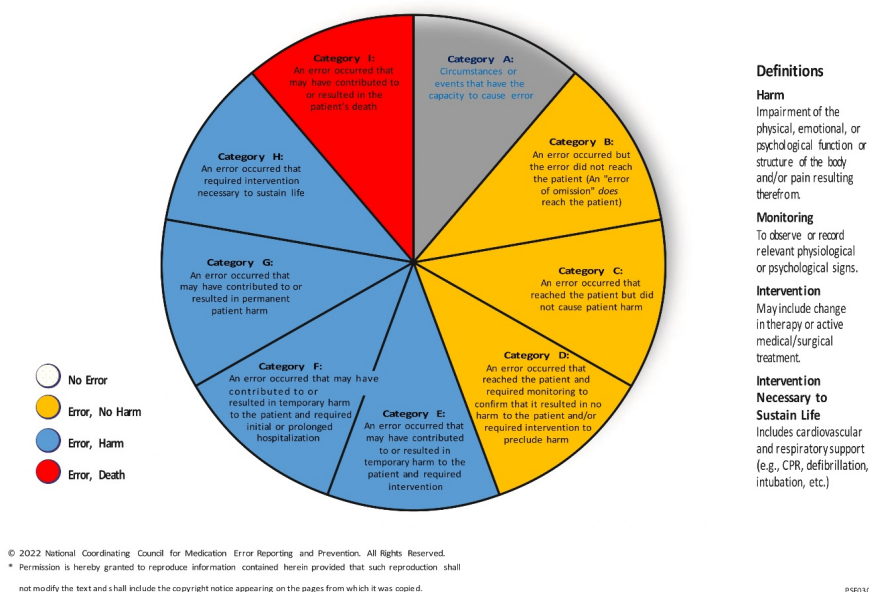 Category I:
An error occurred that
may have contributed to
or resulted in the
patient's death
Category A:
Circumstances or
events that have the
capacity to cause error
Category B:
An error occurred but
the error did not reach
the patient (An "error
of omission" does
reach the patient)
Category C:
An error occurred that
reached the patient but did
not cause patient harm
Category D:
An error occurred that
reached the patient and
required monitoring to
confirm that it resulted in no
harm to the patient and/or
required intervention to
preclude harm
Category E:
An error occurred that
may have contributed
to or resulted in
temporary harm to the
patient and required
intervention
Category F:
An error occurred that may have
contributed to or
resulted in temporary harm
to the patient and required
initial or prolonged
hospitalization
Category G:
An error occurred that
may have contributed to or
resulted in permanent
patient harm
Category H:
An error occurred that
required intervention
necessary to sustain life
No Error
Error, No Harm
Error, Harm
Error, Death
Definitions
Harm
Impairment of the
physical, emotional, or
psychological function or
structure of the body
and/or pain resulting
therefrom.
Monitoring
To observe or record
relevant physiological
or psychological signs.
Intervention
May include change
in therapy or active
medical/surgical
treatment.
Intervention
Necessary to
Sustain Life
Includes cardiovascular
and respiratory support
(e.g., CPR, defibrillation,
intubation, etc.)
© 2022 National Coordinating Council for Medication Error Reporting and Prevention. All Rights Reserved.
* Permission is hereby granted to reproduce information contained herein provided that such reproduction shall
not modify the text and shall include the copyright notice appearing on the pages from which it was copied.